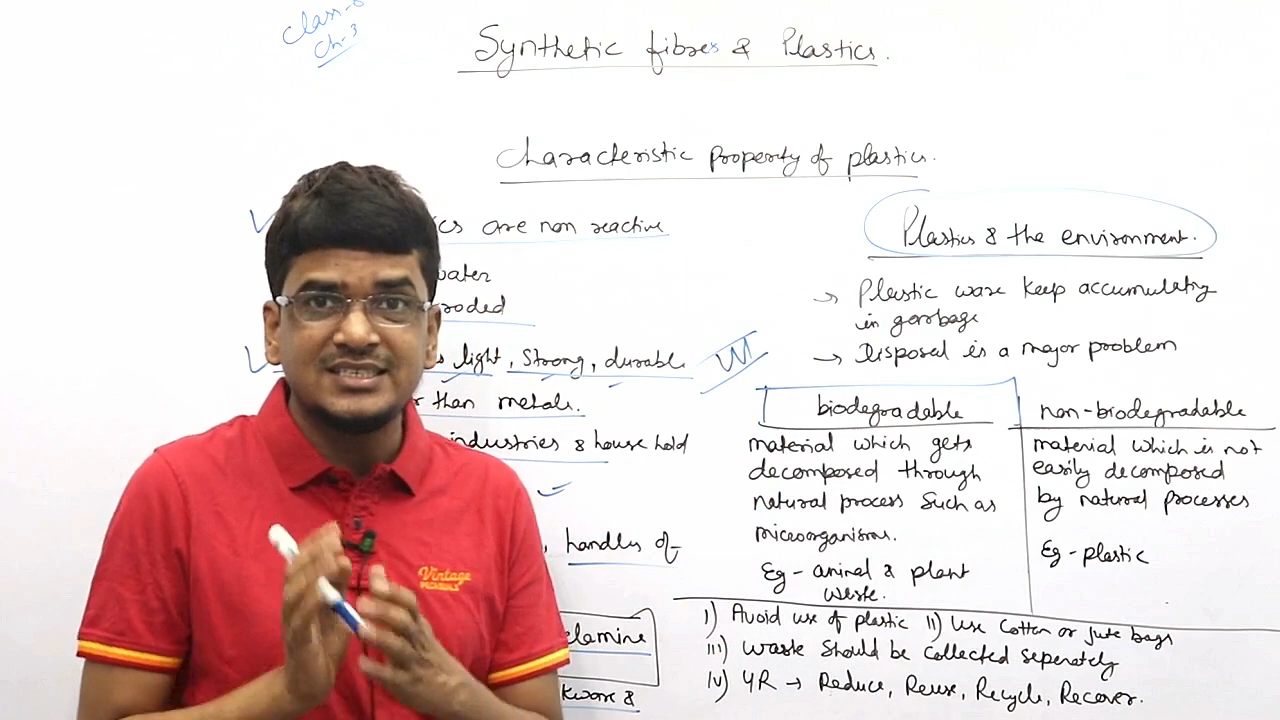 Class-8
Ch-3
Synthetic fibres & Plastics.
Characteristic property of plastics.
ics are non reactive
water
roded
s light, Strong, durable
r than metals.
industries & house hold
, handles of
elamine
kware &
Plastics & the environment.
→ Plastic ware keep accumulatiy
in garbage
→ Disposal is a major problem
biodegradable
material which gets
decomposed through
natural process such as
microorganisms.
Eg - animal & plant
waste.
non-biodegradable
material which is not
easily decomposed
by natural processes
Eg - plastic
I) Avoid use of plastic II) Use Cotton or jute bags
III) Waste Should be collected seperately
IV) 4R → Reduce, Reuse, Recycle, Recover.
Vintage